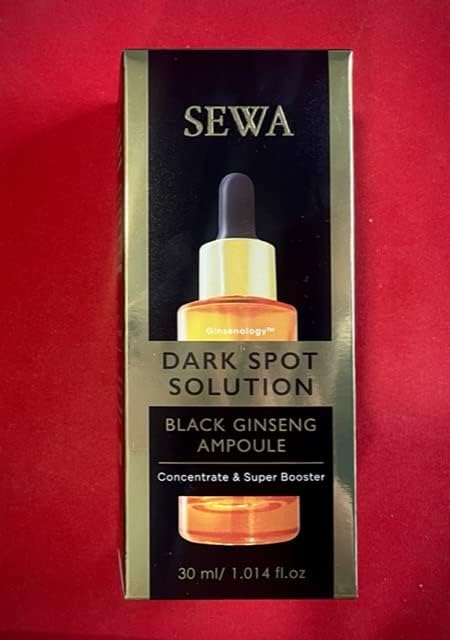 SEWA
Ginsenology™
DARK SPOT
SOLUTION
BLACK GINSENG
AMPOULE
Concentrate & Super Booster
30 ml/ 1.014 fl.oz